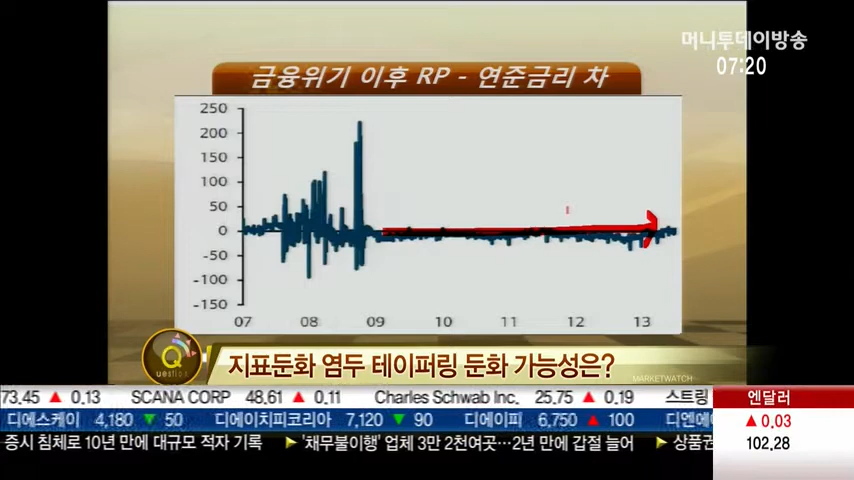 머니투데이방송
07:20
금융위기 이후 RP - 연준금리 차
250
200
150
100
50
0
-50
-100
-150
07 08 09 10 11 12 13
Q
uestion
지표둔화 염두 테이퍼링 둔화 가능성은?
MARKETWATCH
73,45 ▲ 0,13 SCANA CORP 48,61 ▲ 0,11 Charles Schwab Inc. 25,75 ▲ 0,19 스트링
디에스케이 4,180 ▼ 50 디에이치피코리아 7,120 ▼ 90 디에이피 6,750 ▲ 100 디엔에
증시 침체로 10년 만에 대규모 적자 기록 ▶ '채무불이행' 업체 3만 2천여곳…2년 만에 갑절 늘어 ▶ 상품권
엔달러
▲ 0,03
102,28